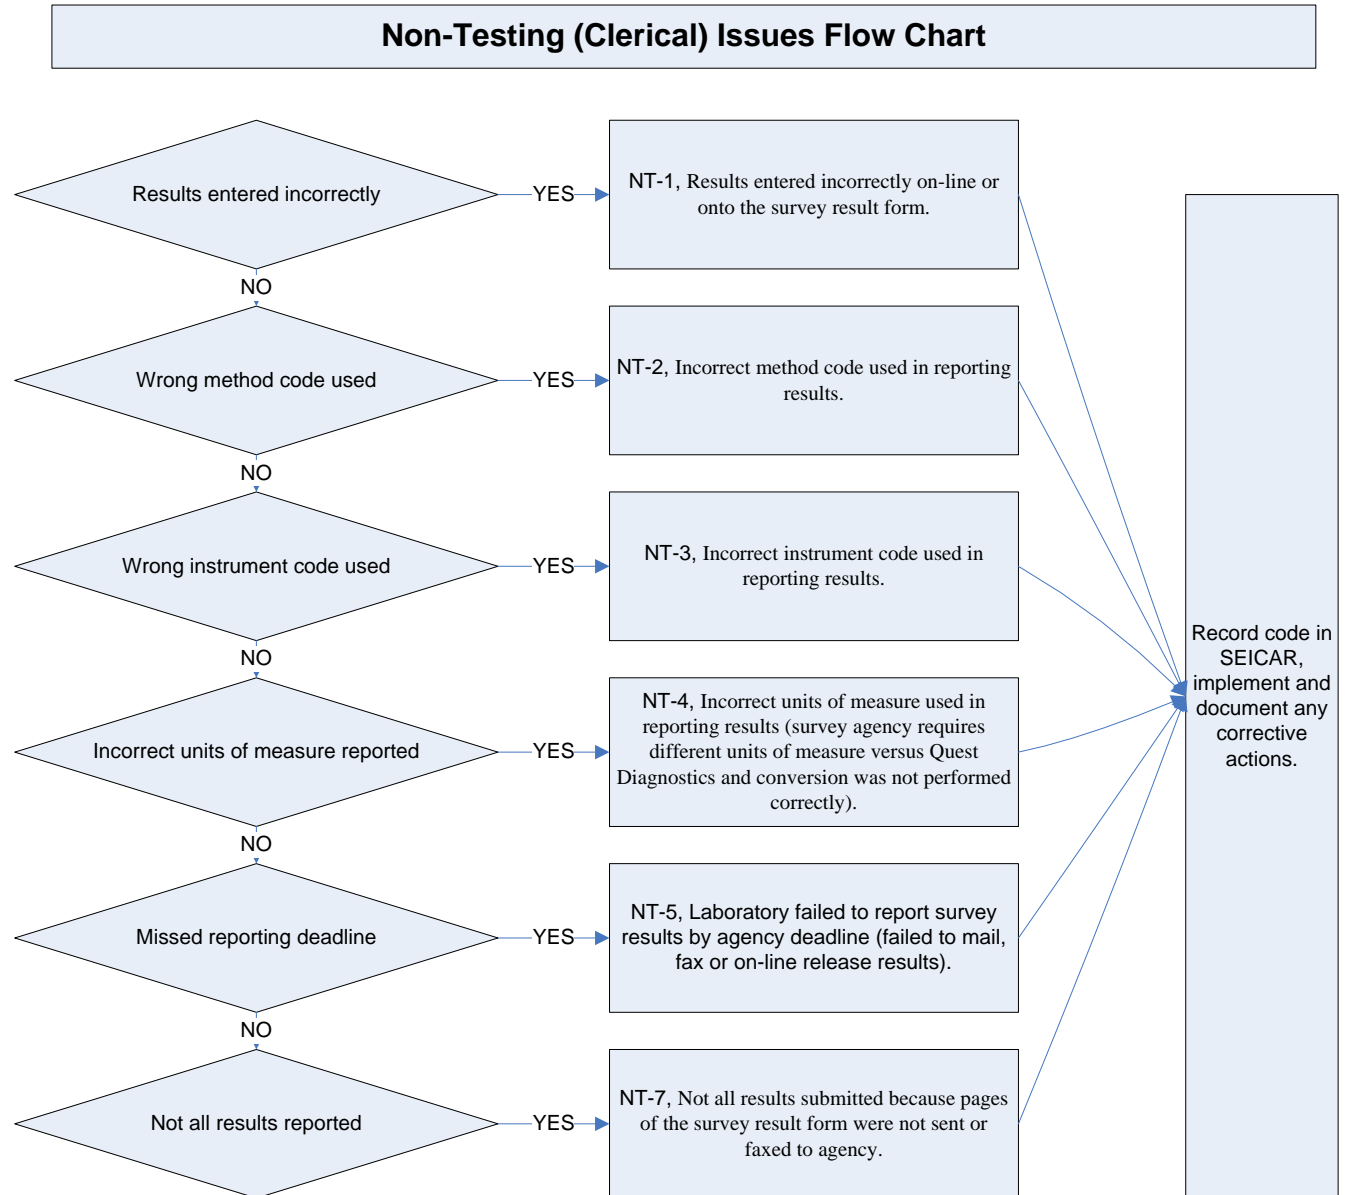 Non-Testing (Clerical) Issues Flow Chart
Results entered incorrectly
YES
NT-1, Results entered incorrectly on-line or
onto the survey result form.
NO
Wrong method code used
YES
NT-2, Incorrect method code used in reporting
results.
NO
Wrong instrument code used
YES
NT-3, Incorrect instrument code used in
reporting results.
NO
Incorrect units of measure reported
YES
NT-4, Incorrect units of measure used in
reporting results (survey agency requires
different units of measure versus Quest
Diagnostics and conversion was not performed
correctly).
NO
Missed reporting deadline
YES
NT-5, Laboratory failed to report survey
results by agency deadline (failed to mail,
fax or on-line release results).
NO
Not all results reported
YES
NT-7, Not all results submitted because pages
of the survey result form were not sent or
faxed to agency.
Record code in
SEICAR,
implement and
document any
corrective
actions.